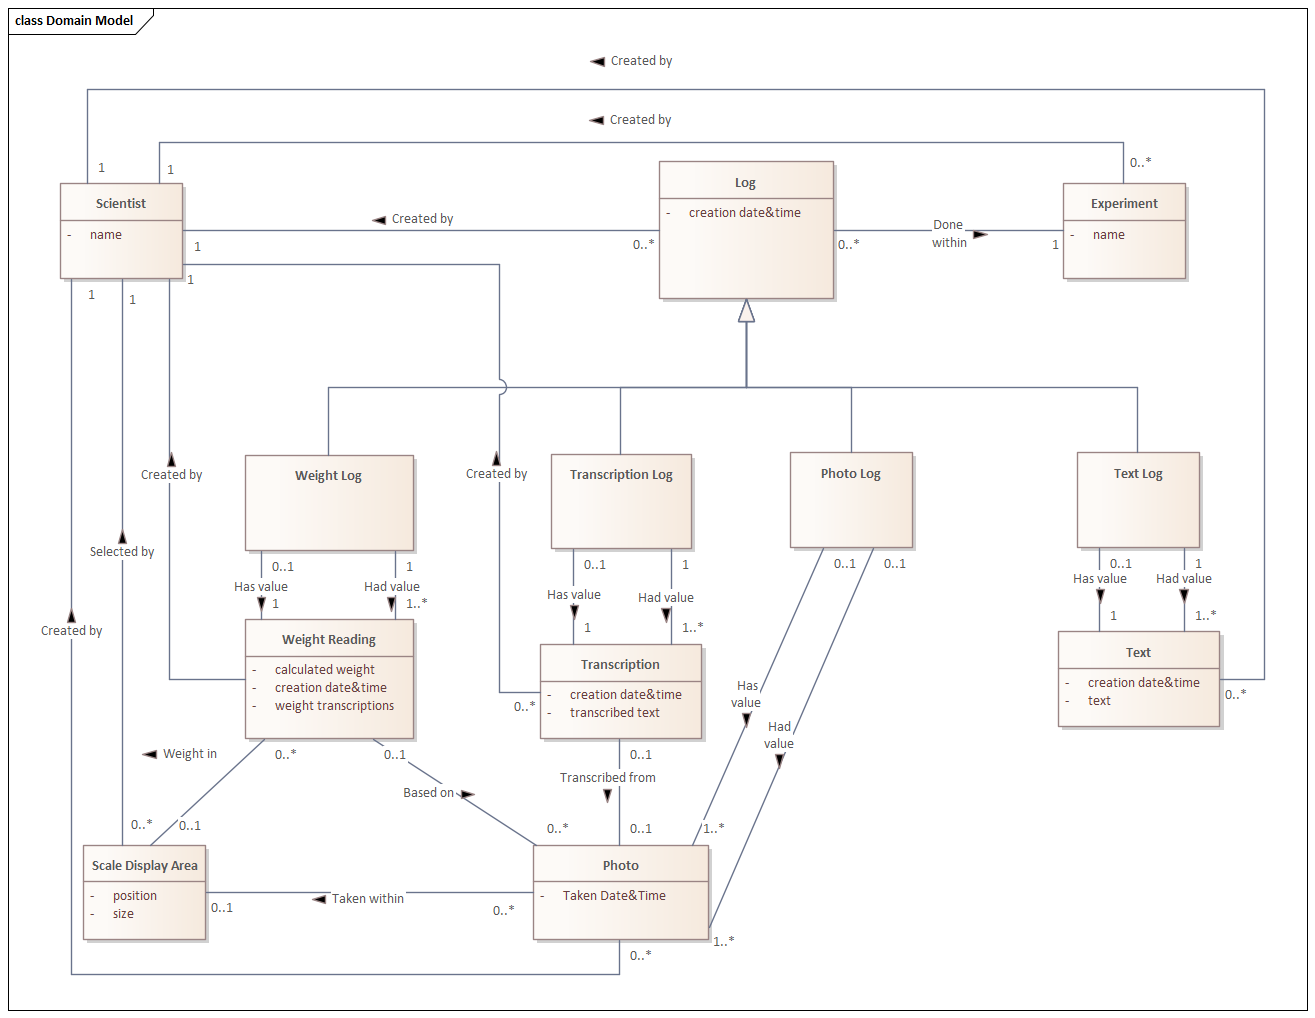 class Domain Model
Created by
Created by
1
1
0..*
Scientist
- name
Log
- creation date&time
Experiment
- name
Created by
1
0..*
0..*
Done
within
1
1
1
1
Created by
Created by
Selected by
Created by
Weight Log
Transcription Log
Photo Log
Text Log
0..1
1
Has value
Had value
1
1..*
0..1
1
Has value
Had value
1
1..*
0..1
0..1
0..1
1
Has value
Had value
1
1..*
Weight Reading
- calculated weight
- creation date&time
- weight transcriptions
Transcription
- creation date&time
- transcribed text
0..*
Text
- creation date&time
- text
0..*
Has
value
Had
value
Weight in
0..*
0..1
0..1
Transcribed from
Based on
0..*
0..1
0..*
0..1
1..*
Scale Display Area
- position
- size
Photo
- Taken Date&Time
0..1
Taken within
0..*
1..*
0..*